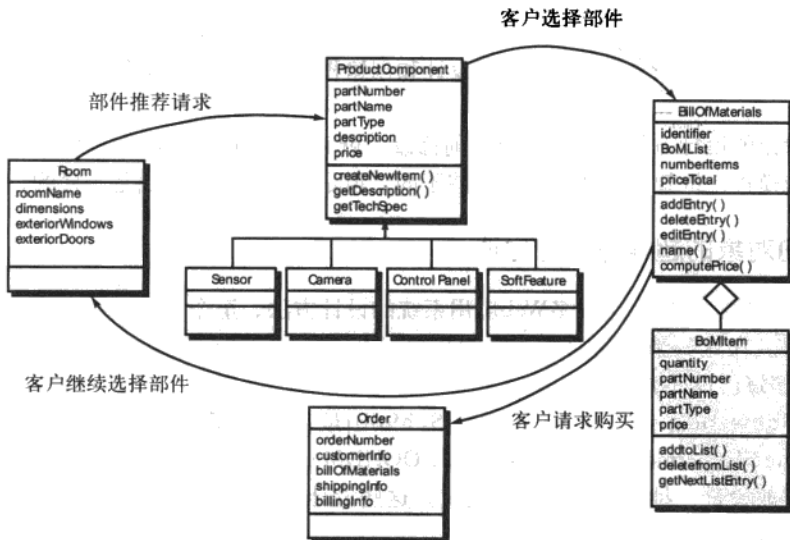 客户选择部件
ProductComponent
partNumber
partName
partType
description
price
createNewItem( )
getDescription( )
getTechSpec
部件推荐请求
BillOfMaterials
identifier
BoMList
numberItems
priceTotal
addEntry( )
deleteEntry( )
editEntry( )
name( )
computePrice( )
Room
roomName
dimensions
exteriorWindows
exteriorDoors
Sensor
Camera
Control Panel
SoftFeature
BoMItem
quantity
partNumber
partName
partType
price
addtoList( )
deletefromList( )
getNextListEntry( )
客户继续选择部件
客户请求购买
Order
orderNumber
customerInfo
billOfMaterials
shippingInfo
billingInfo